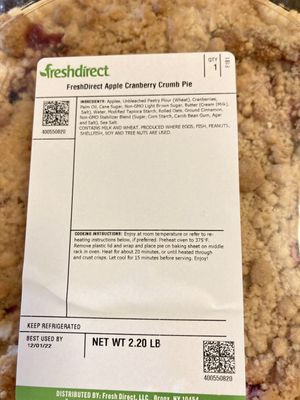 freshdirect
QTY
1
FreshDirect Apple Cranberry Crumb Pie
INGREDIENTS: Apples, Unbleached Pastry Flour (Wheat), Cranberries,
Palm Oil, Cane Sugar, Non-GMO Light Brown Sugar, Butter (Cream (Milk),
Salt), Water, Modified Tapioca Starch, Rolled Oats, Ground Cinnamon,
Non-GMO Stabilizer Blend (Sugar, Corn Starch, Carob Bean Gum, Agar
and Salt), Sea Salt.
CONTAINS MILK AND WHEAT. PRODUCED WHERE EGGS, FISH, PEANUTS,
SHELLFISH, SOY AND TREE NUTS ARE USED.
400550820
COOKING INSTRUCTIONS: Enjoy at room temperature or refer to re-
heating instructions below, if preferred. Preheat oven to 375°F.
Remove plastic lid and wrap and place pie on baking sheet on middle
rack in oven. Heat for about 20 minutes, or until heated through
and crust crisps. Let cool for 15 minutes before serving. Enjoy!
KEEP REFRIGERATED
BEST USED BY
12/01/22
NET WT 2.20 LB
400550820
DISTRIBUTED BY: Fresh Direct, LLC, Bronx, NY 10454